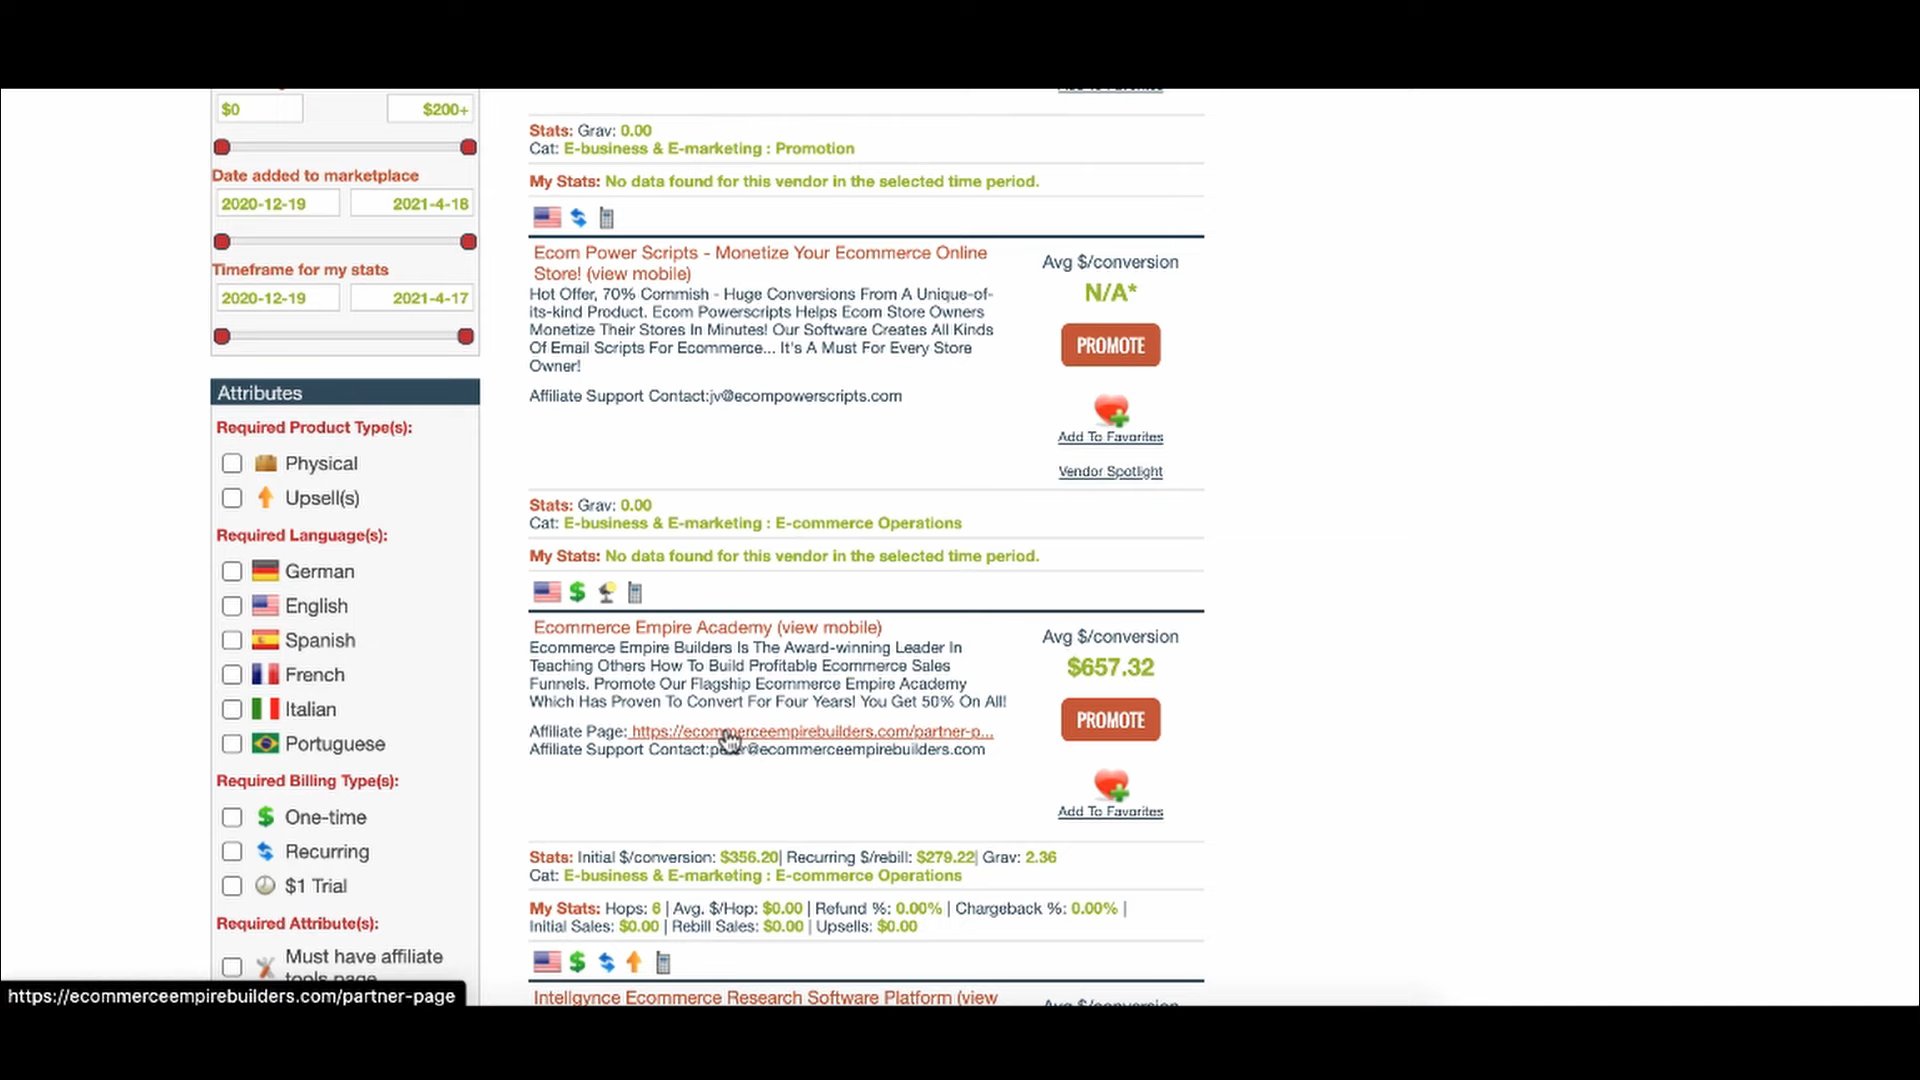 $0
$200+
Date added to marketplace
2020-12-19
2021-4-18
Timeframe for my stats
2020-12-19
2021-4-17
Attributes
Required Product Type(s):
Physical
Upsell(s)
Required Language(s):
German
English
Spanish
French
Italian
Portuguese
Required Billing Type(s):
One-time
Recurring
$1 Trial
Required Attribute(s):
Must have affiliate
tools page
https://ecommerceempirebuilders.com/partner-page
Stats: Grav: 0.00
Cat: E-business & E-marketing : Promotion
My Stats: No data found for this vendor in the selected time period.
Ecom Power Scripts - Monetize Your Ecommerce Online
Store! (view mobile)
Hot Offer, 70% Commish - Huge Conversions From A Unique-of-
its-kind Product. Ecom Powerscripts Helps Ecom Store Owners
Monetize Their Stores In Minutes! Our Software Creates All Kinds
Of Email Scripts For Ecommerce... It's A Must For Every Store
Owner!
Affiliate Support Contact:jv@ecompowerscripts.com
Avg $/conversion
N/A*
PROMOTE
Add To Favorites
Vendor Spotlight
Stats: Grav: 0.00
Cat: E-business & E-marketing : E-commerce Operations
My Stats: No data found for this vendor in the selected time period.
Ecommerce Empire Academy (view mobile)
Ecommerce Empire Builders Is The Award-winning Leader In
Teaching Others How To Build Profitable Ecommerce Sales
Funnels. Promote Our Flagship Ecommerce Empire Academy
Which Has Proven To Convert For Four Years! You Get 50% On All!
Affiliate Page: https://ecommerceempirebuilders.com/partner-p...
Affiliate Support Contact:
Avg $/conversion
$657.32
PROMOTE
Add To Favorites
Stats: Initial $/conversion: $356.20| Recurring $/rebill: $279.22| Grav: 2.36
Cat: E-business & E-marketing : E-commerce Operations
My Stats: Hops: 6 | Avg. $/Hop: $0.00 | Refund %: 0.00% | Chargeback %: 0.00% |
Initial Sales: $0.00 | Rebill Sales: $0.00 | Upsells: $0.00
Intellgynce Ecommerce Research Software Platform (view
Avg $/conversion